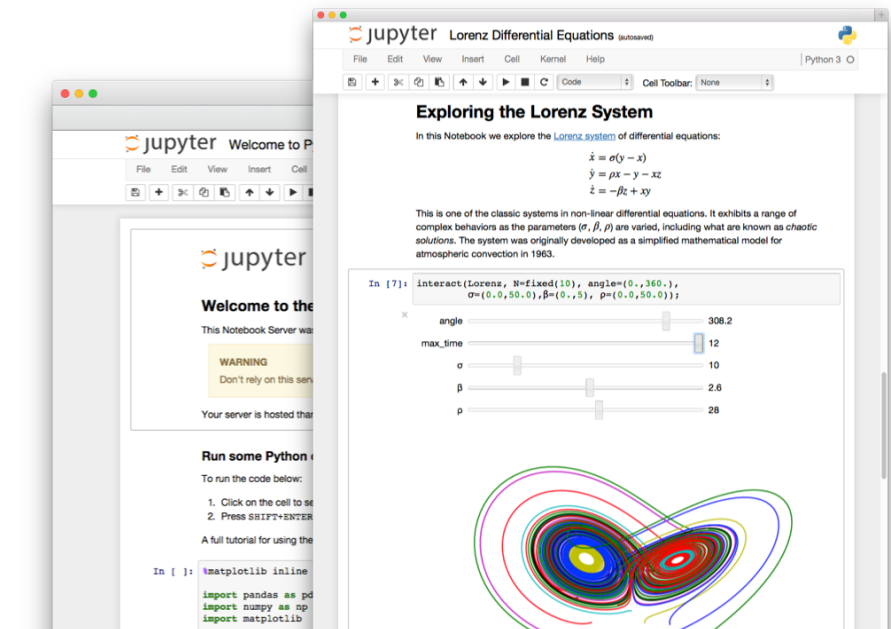 jupyter Lorenz Differential Equations (autosaved)
File Edit View Insert Cell Kernel Help Python 3
Code Cell Toolbar: None
Exploring the Lorenz System
In this Notebook we explore the Lorenz system of differential equations:
ẋ = σ(y − x)
ẏ = ρx − y − xz
ż = −βz + xy
This is one of the classic systems in non-linear differential equations. It exhibits a range of
complex behaviors as the parameters (σ, β, ρ) are varied, including what are known as chaotic
solutions. The system was originally developed as a simplified mathematical model for
atmospheric convection in 1963.
In [7]: interact(Lorenz, N=fixed(10), angle=(0.,360.),
σ=(0.0,50.0),β=(0.,5), ρ=(0.0,50.0));
angle 308.2
max_time 12
σ 10
β 2.6
ρ 28
jupyter Welcome to P
File Edit View Insert Cell
jupyter
Welcome to the
This Notebook Server was
WARNING
Don't rely on this serv
Your server is hosted than
Run some Python
To run the code below:
1. Click on the cell to se
2. Press SHIFT+ENTER
A full tutorial for using the
In [ ]: %matplotlib inline
import pandas as pd
import numpy as np
import matplotlib